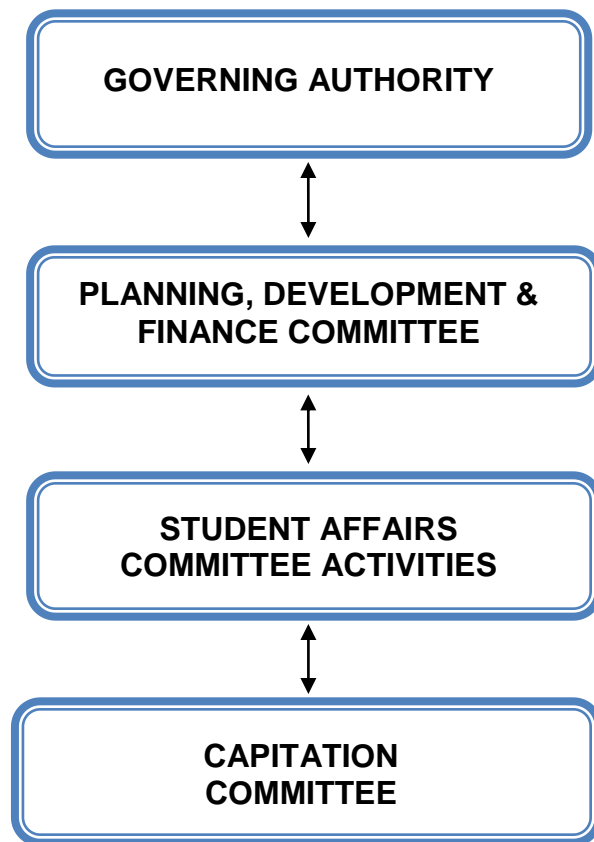 GOVERNING AUTHORITY
PLANNING, DEVELOPMENT &
FINANCE COMMITTEE
STUDENT AFFAIRS
COMMITTEE ACTIVITIES
CAPITATION
COMMITTEE